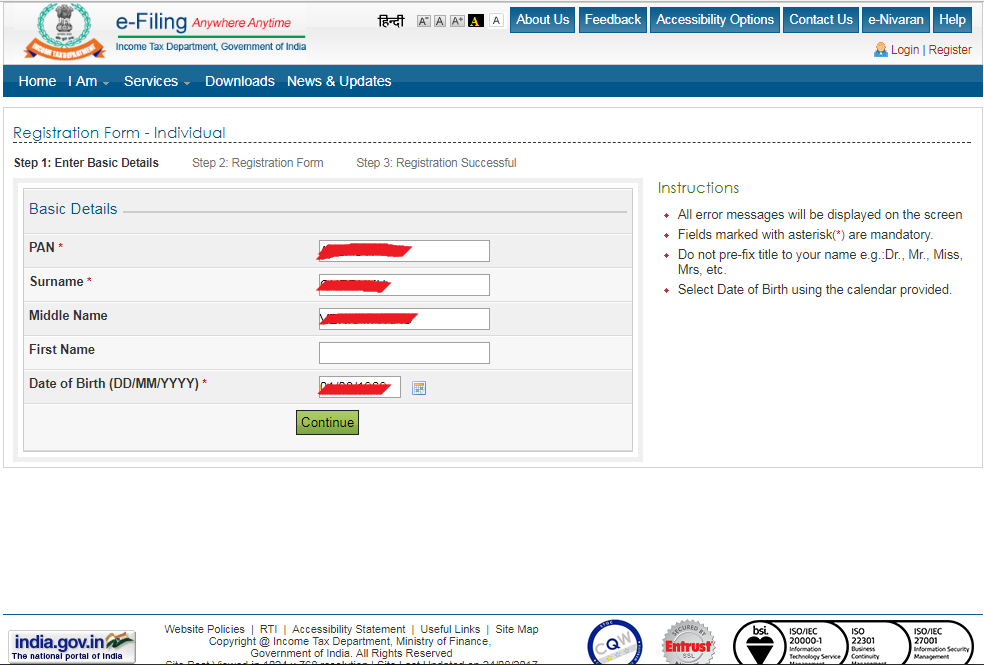 e-Filing Anywhere Anytime
Income Tax Department, Government of India
हिन्दी A⁻ A A⁺ A A
About Us Feedback Accessibility Options Contact Us e-Nivaran Help
Login | Register
Home I Am Services Downloads News & Updates
Registration Form - Individual
Step 1: Enter Basic Details Step 2: Registration Form Step 3: Registration Successful
Basic Details
PAN *
Surname *
Middle Name
First Name
Date of Birth (DD/MM/YYYY) *
Continue
Instructions
All error messages will be displayed on the screen
Fields marked with asterisk(*) are mandatory.
Do not pre-fix title to your name e.g.:Dr., Mr., Miss,
Mrs, etc.
Select Date of Birth using the calendar provided.
india.gov.in
The national portal of India
Website Policies | RTI | Accessibility Statement | Useful Links | Site Map
Copyright @ Income Tax Department, Ministry of Finance,
Government of India. All Rights Reserved
CQW
SECURED BY
Entrust
SSL
bsi.
ISO/IEC
20000-1
Information
Technology Service
ISO
22301
Business
Continuity
Management
ISO/IEC
27001
Information Security
Management